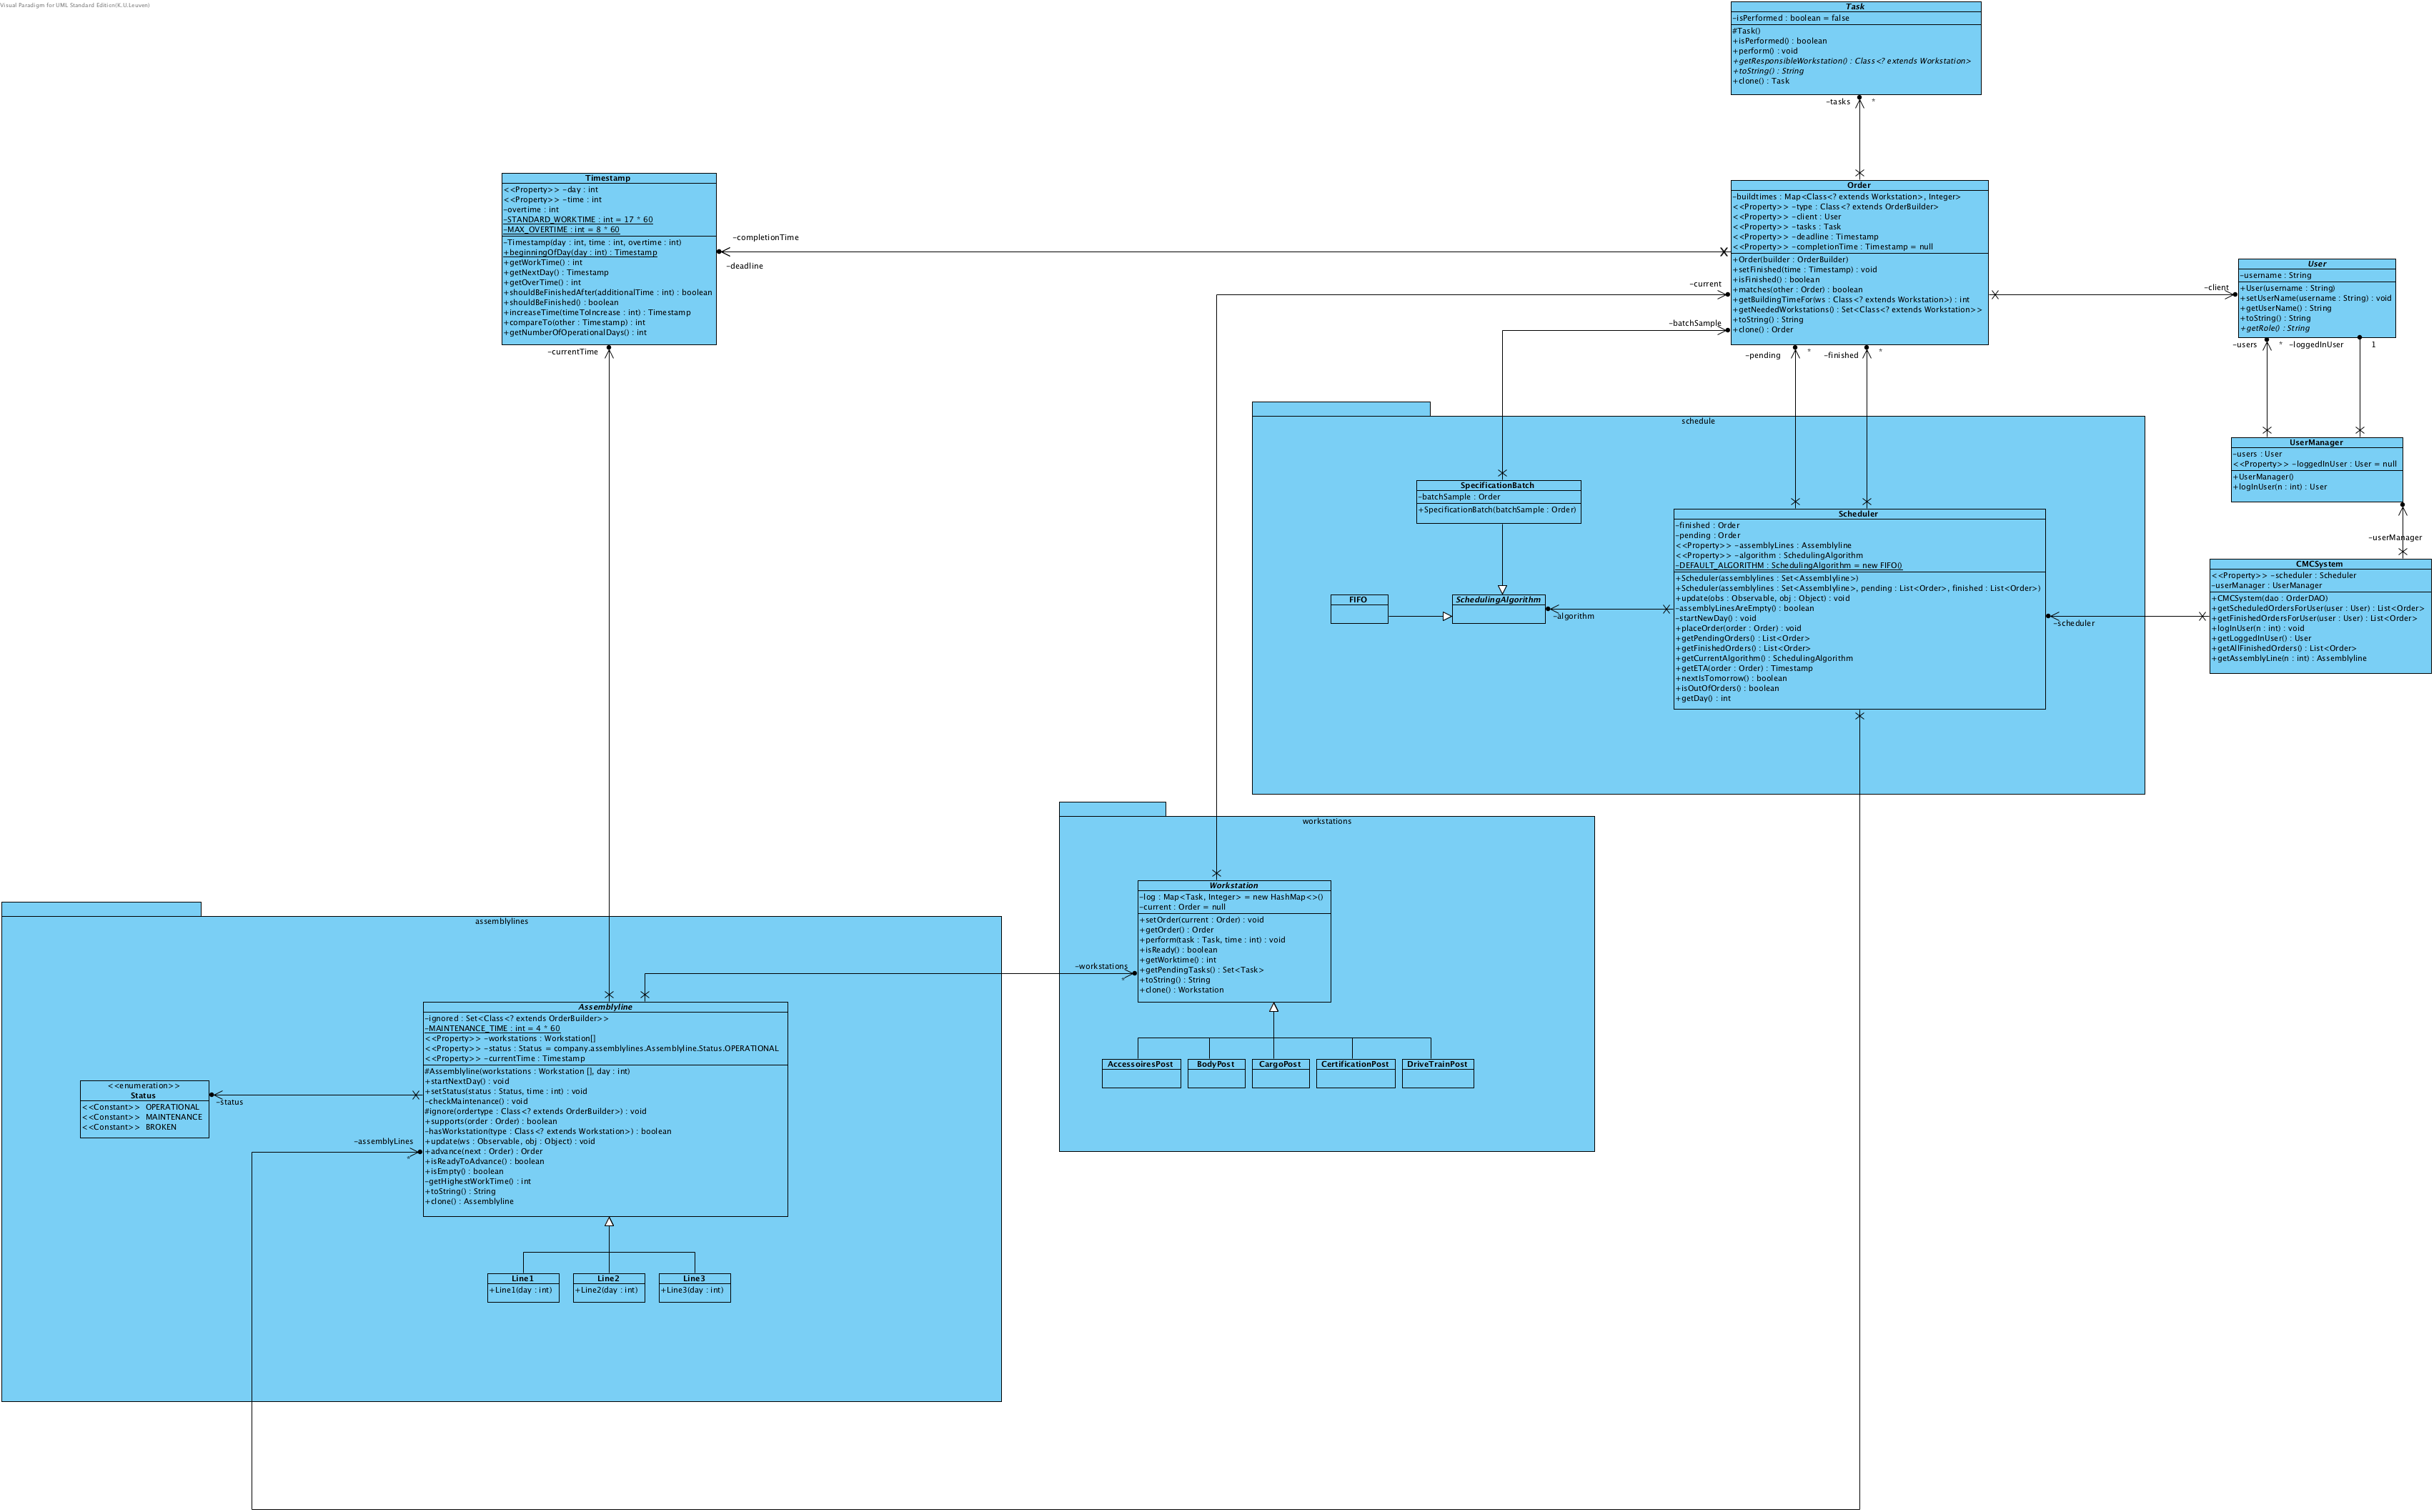 Visual Paradigm for UML Standard Edition(K.U.Leuven)
Task
-isPerformed : boolean = false
#Task()
+isPerformed() : boolean
+perform() : void
+getResponsibleWorkstation() : Class<? extends Workstation>
+toString() : String
+clone() : Task
-tasks *
Timestamp
<<Property>> -day : int
<<Property>> -time : int
-overtime : int
-STANDARD_WORKTIME : int = 17 * 60
-MAX_OVERTIME : int = 8 * 60
-Timestamp(day : int, time : int, overtime : int)
+beginningOfDay(day : int) : Timestamp
+getWorkTime() : int
+getNextDay() : Timestamp
+getOverTime() : int
+shouldBeFinishedAfter(additionalTime : int) : boolean
+shouldBeFinished() : boolean
+increaseTime(timeToIncrease : int) : Timestamp
+compareTo(other : Timestamp) : int
+getNumberOfOperationalDays() : int
-completionTime
-deadline
-currentTime
Order
-buildtimes : Map<Class<? extends Workstation>, Integer>
<<Property>> -type : Class<? extends OrderBuilder>
<<Property>> -client : User
<<Property>> -tasks : Task
<<Property>> -deadline : Timestamp
<<Property>> -completionTime : Timestamp = null
+Order(builder : OrderBuilder)
+setFinished(time : Timestamp) : void
+isFinished() : boolean
+matches(other : Order) : boolean
+getBuildingTimeFor(ws : Class<? extends Workstation>) : int
+getNeededWorkstations() : Set<Class<? extends Workstation>>
+toString() : String
+clone() : Order
-current
-batchSample
-pending *
-finished *
-client
User
-username : String
+User(username : String)
+setUserName(username : String) : void
+getUserName() : String
+toString() : String
+getRole() : String
-users * -loggedInUser 1
UserManager
-users : User
<<Property>> -loggedInUser : User = null
+UserManager()
+logInUser(n : int) : User
-userManager
CMCSystem
<<Property>> -scheduler : Scheduler
-userManager : UserManager
+CMCSystem(dao : OrderDAO)
+getScheduledOrdersForUser(user : User) : List<Order>
+getFinishedOrdersForUser(user : User) : List<Order>
+logInUser(n : int) : void
+getLoggedInUser() : User
+getAllFinishedOrders() : List<Order>
+getAssemblyLine(n : int) : Assemblyline
-scheduler
schedule
SpecificationBatch
-batchSample : Order
+SpecificationBatch(batchSample : Order)
FIFO
SchedulingAlgorithm
-algorithm
Scheduler
-finished : Order
-pending : Order
<<Property>> -assemblyLines : Assemblyline
<<Property>> -algorithm : SchedulingAlgorithm
-DEFAULT_ALGORITHM : SchedulingAlgorithm = new FIFO()
+Scheduler(assemblylines : Set<Assemblyline>)
+Scheduler(assemblylines : Set<Assemblyline>, pending : List<Order>, finished : List<Order>)
+update(obs : Observable, obj : Object) : void
-assemblyLinesAreEmpty() : boolean
-startNewDay() : void
+placeOrder(order : Order) : void
+getPendingOrders() : List<Order>
+getFinishedOrders() : List<Order>
+getCurrentAlgorithm() : SchedulingAlgorithm
+getETA(order : Order) : Timestamp
+nextIsTomorrow() : boolean
+isOutOfOrders() : boolean
+getDay() : int
workstations
Workstation
-log : Map<Task, Integer> = new HashMap<>()
-current : Order = null
+setOrder(current : Order) : void
+getOrder() : Order
+perform(task : Task, time : int) : void
+isReady() : boolean
+getWorktime() : int
+getPendingTasks() : Set<Task>
+toString() : String
+clone() : Workstation
-workstations
*
AccessoiresPost
BodyPost
CargoPost
CertificationPost
DriveTrainPost
assemblylines
Assemblyline
-ignored : Set<Class<? extends OrderBuilder>>
-MAINTENANCE_TIME : int = 4 * 60
<<Property>> -workstations : Workstation[]
<<Property>> -status : Status = company.assemblylines.Assemblyline.Status.OPERATIONAL
<<Property>> -currentTime : Timestamp
#Assemblyline(workstations : Workstation [], day : int)
+startNextDay() : void
+setStatus(status : Status, time : int) : void
-checkMaintenance() : void
#ignore(ordertype : Class<? extends OrderBuilder>) : void
+supports(order : Order) : boolean
-hasWorkstation(type : Class<? extends Workstation>) : boolean
+update(ws : Observable, obj : Object) : void
+advance(next : Order) : Order
+isReadyToAdvance() : boolean
+isEmpty() : boolean
-getHighestWorkTime() : int
+toString() : String
+clone() : Assemblyline
<<enumeration>>
Status
<<Constant>> OPERATIONAL
<<Constant>> MAINTENANCE
<<Constant>> BROKEN
-status
-assemblyLines
*
Line1
+Line1(day : int)
Line2
+Line2(day : int)
Line3
+Line3(day : int)